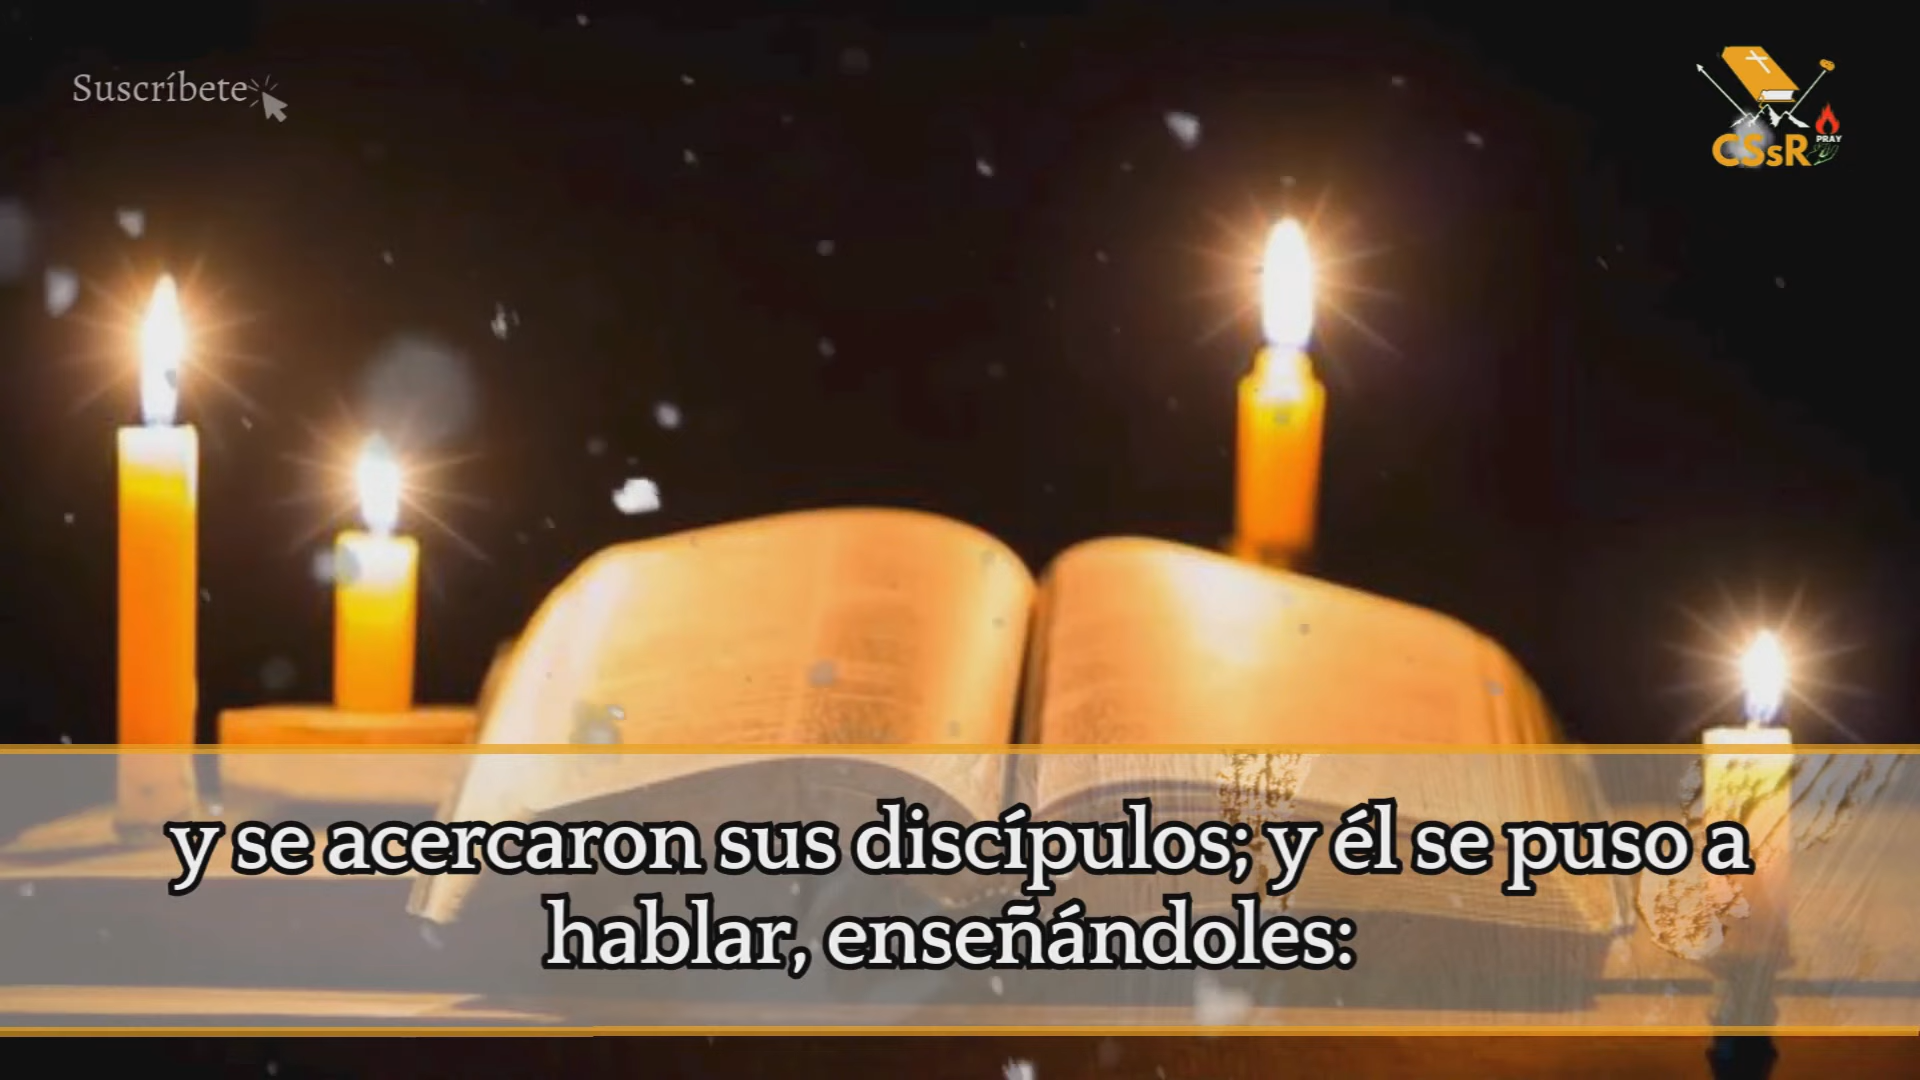 Suscríbete
CSsR
PRAY
y se acercaron sus discípulos; y él se puso a
hablar, enseñándoles: